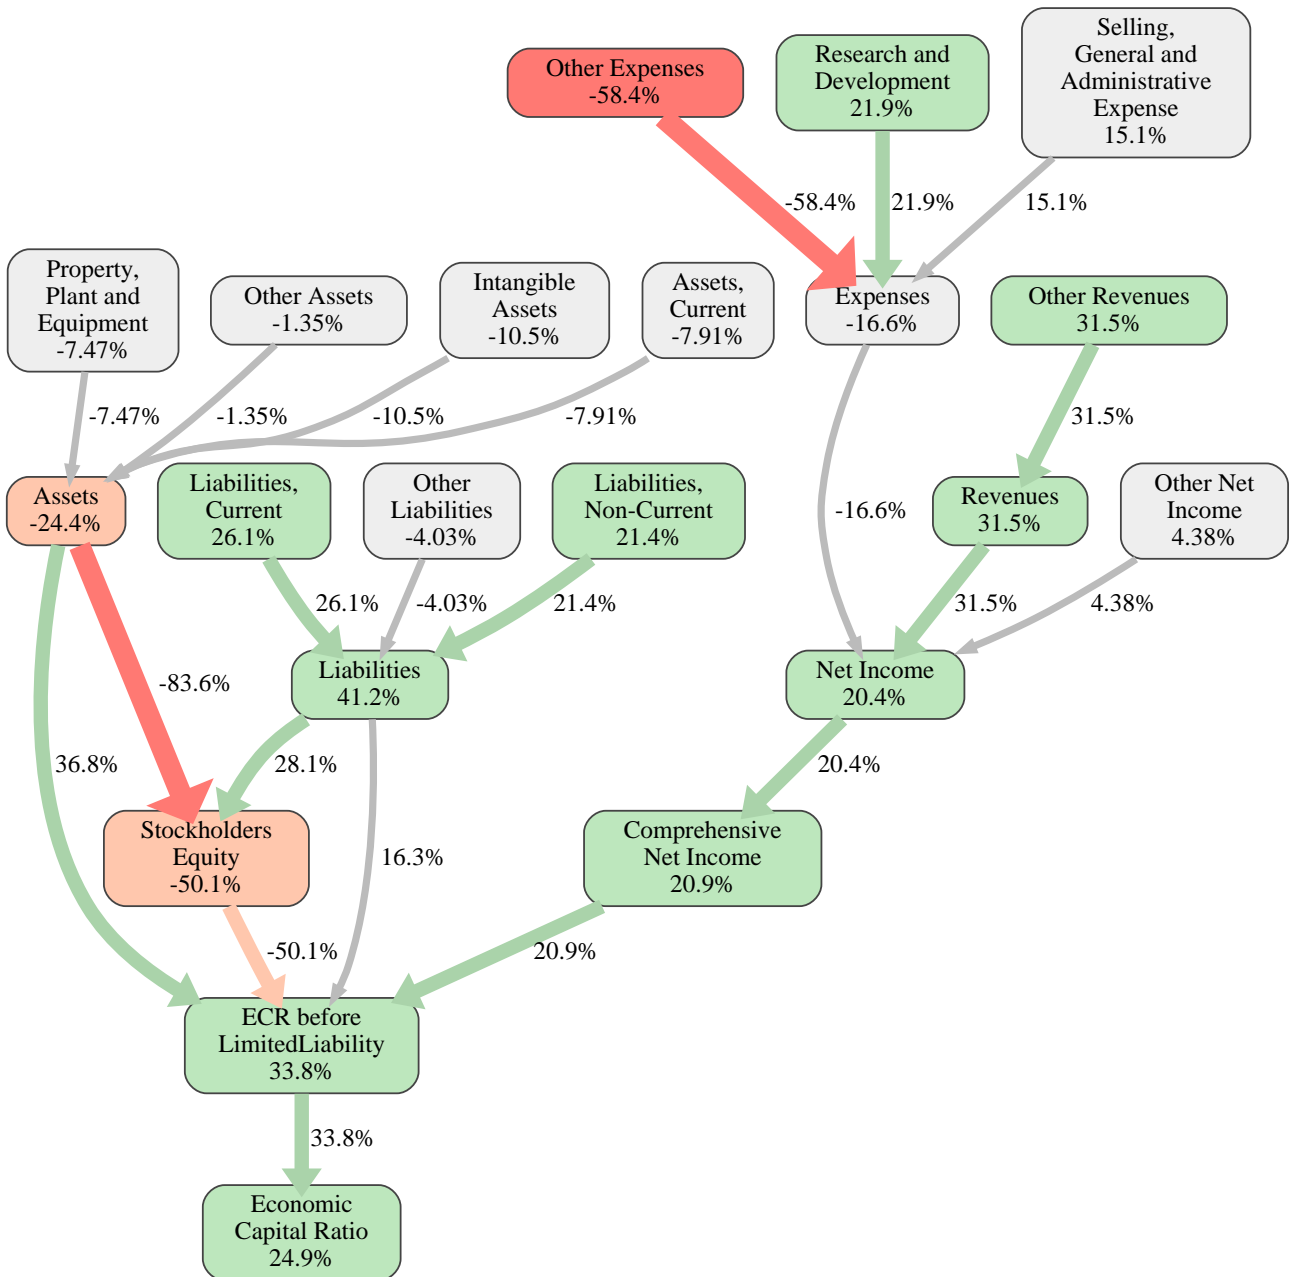 Other Expenses
-58.4%
Research and
Development
21.9%
Selling,
General and
Administrative
Expense
15.1%
-58.4%
21.9%
15.1%
Property,
Plant and
Equipment
-7.47%
Other Assets
-1.35%
Intangible
Assets
-10.5%
Assets,
Current
-7.91%
Expenses
-16.6%
Other Revenues
31.5%
-7.47%
-1.35%
-10.5%
-7.91%
31.5%
Assets
-24.4%
Liabilities,
Current
26.1%
Other
Liabilities
-4.03%
Liabilities,
Non-Current
21.4%
-16.6%
Revenues
31.5%
Other Net
Income
4.38%
26.1%
-4.03%
21.4%
31.5%
4.38%
-83.6%
Liabilities
41.2%
Net Income
20.4%
36.8%
28.1%
20.4%
Stockholders
Equity
-50.1%
16.3%
Comprehensive
Net Income
20.9%
-50.1%
20.9%
ECR before
LimitedLiability
33.8%
33.8%
Economic
Capital Ratio
24.9%